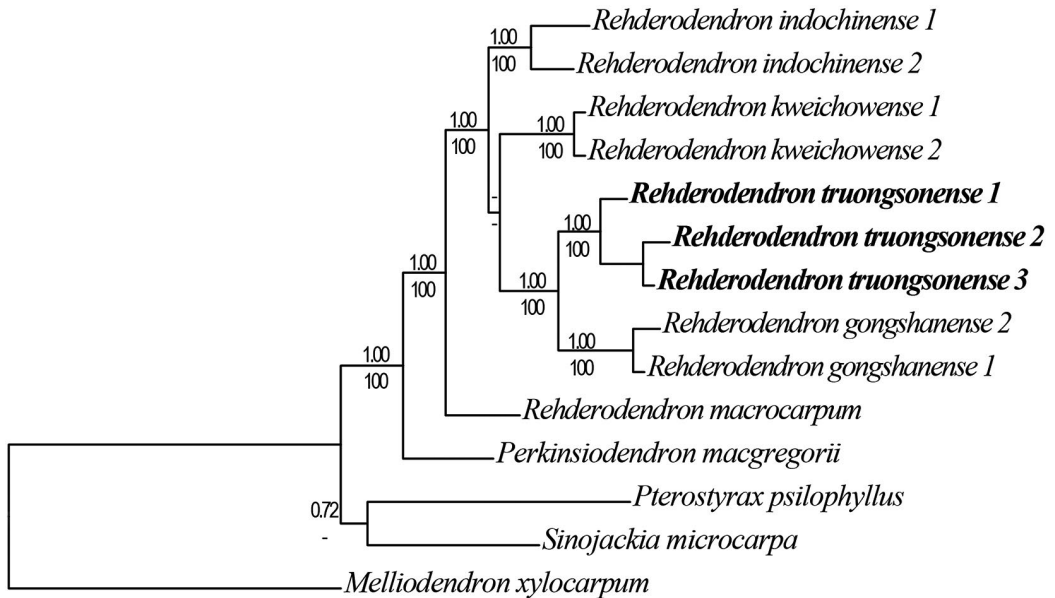 Rehderodendron indochinense 1
1.00
100
Rehderodendron indochinense 2
Rehderodendron kweichowense 1
1.00
100
1.00
100
Rehderodendron kweichowense 2
Rehderodendron truongsonense 1
-
-
1.00
100
Rehderodendron truongsonense 2
1.00
100
Rehderodendron truongsonense 3
1.00
100
Rehderodendron gongshanense 2
1.00
100
Rehderodendron gongshanense 1
1.00
100
Rehderodendron macrocarpum
Perkinsiodendron macgregorii
Pterostyrax psilophyllus
0.72
-
Sinojackia microcarpa
Melliodendron xylocarpum